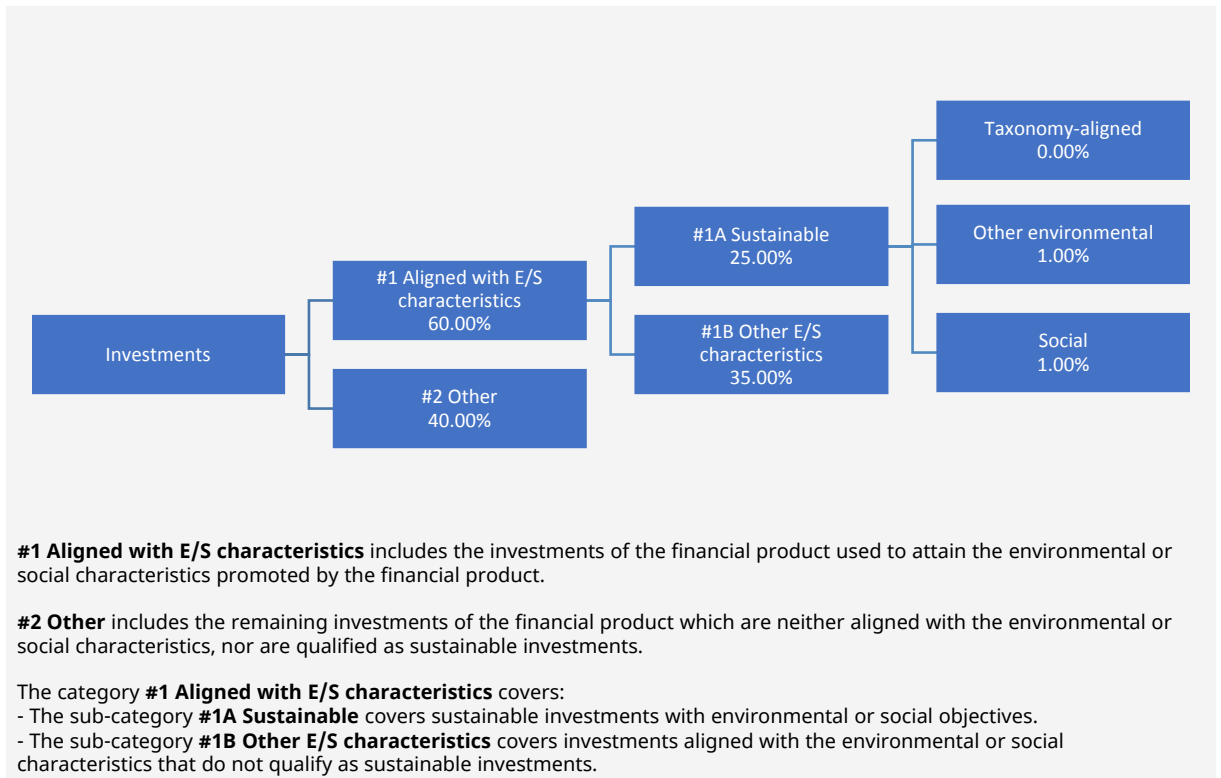 Investments
#1 Aligned with E/S
characteristics
60.00%
#2 Other
40.00%
#1A Sustainable
25.00%
#1B Other E/S
characteristics
35.00%
Taxonomy-aligned
0.00%
Other environmental
1.00%
Social
1.00%
#1 Aligned with E/S characteristics includes the investments of the financial product used to attain the environmental or
social characteristics promoted by the financial product.
#2 Other includes the remaining investments of the financial product which are neither aligned with the environmental or
social characteristics, nor are qualified as sustainable investments.
The category #1 Aligned with E/S characteristics covers:
- The sub-category #1A Sustainable covers sustainable investments with environmental or social objectives.
- The sub-category #1B Other E/S characteristics covers investments aligned with the environmental or social
characteristics that do not qualify as sustainable investments.